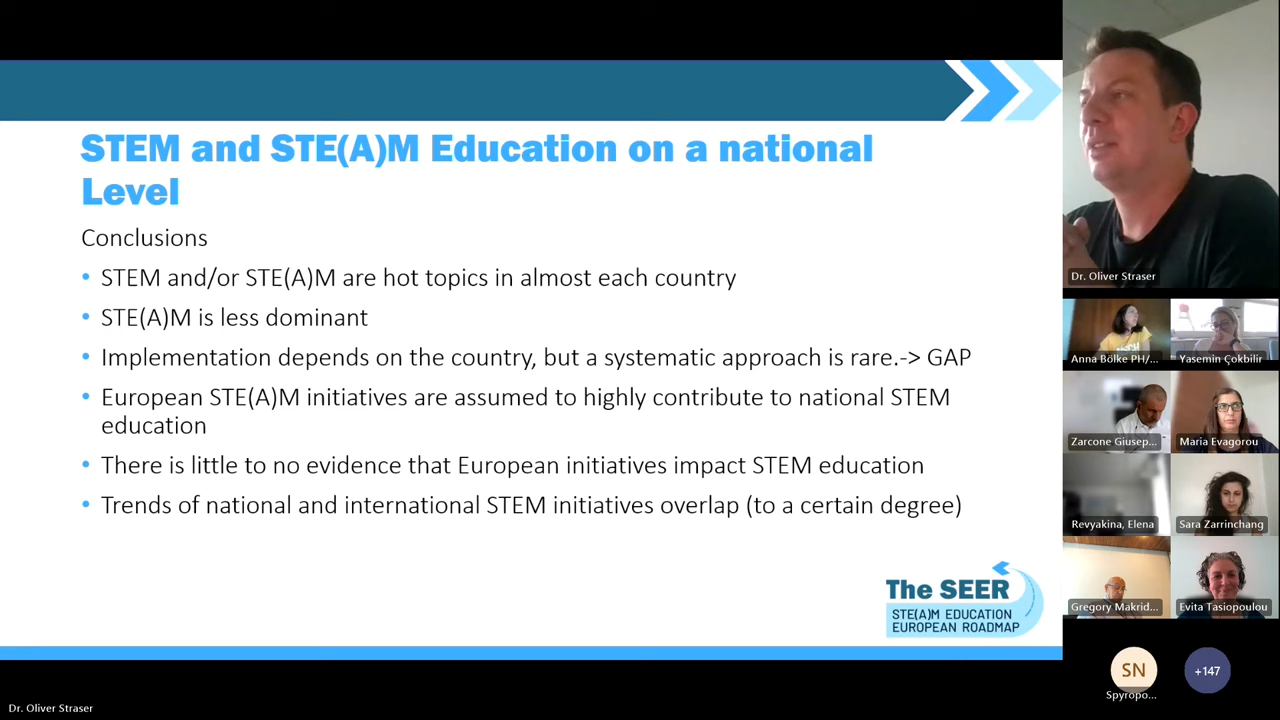 STEM and STE(A)M Education on a national
Level
Conclusions
• STEM and/or STE(A)M are hot topics in almost each country
• STE(A)M is less dominant
• Implementation depends on the country, but a systematic approach is rare.-> GAP
• European STE(A)M initiatives are assumed to highly contribute to national STEM
education
• There is little to no evidence that European initiatives impact STEM education
• Trends of national and international STEM initiatives overlap (to a certain degree)
The SEER
STE(A)M EDUCATION
EUROPEAN ROADMAP
Dr. Oliver Straser
Anna Bölke PH/...
Yasemin Çokbilir
Zarcone Giusep...
Maria Evagorou
Revyakina, Elena
Sara Zarrinchang
Gregory Makrid...
Evita Tasiopoulou
SN
+147
Spyropo...
Dr. Oliver Straser